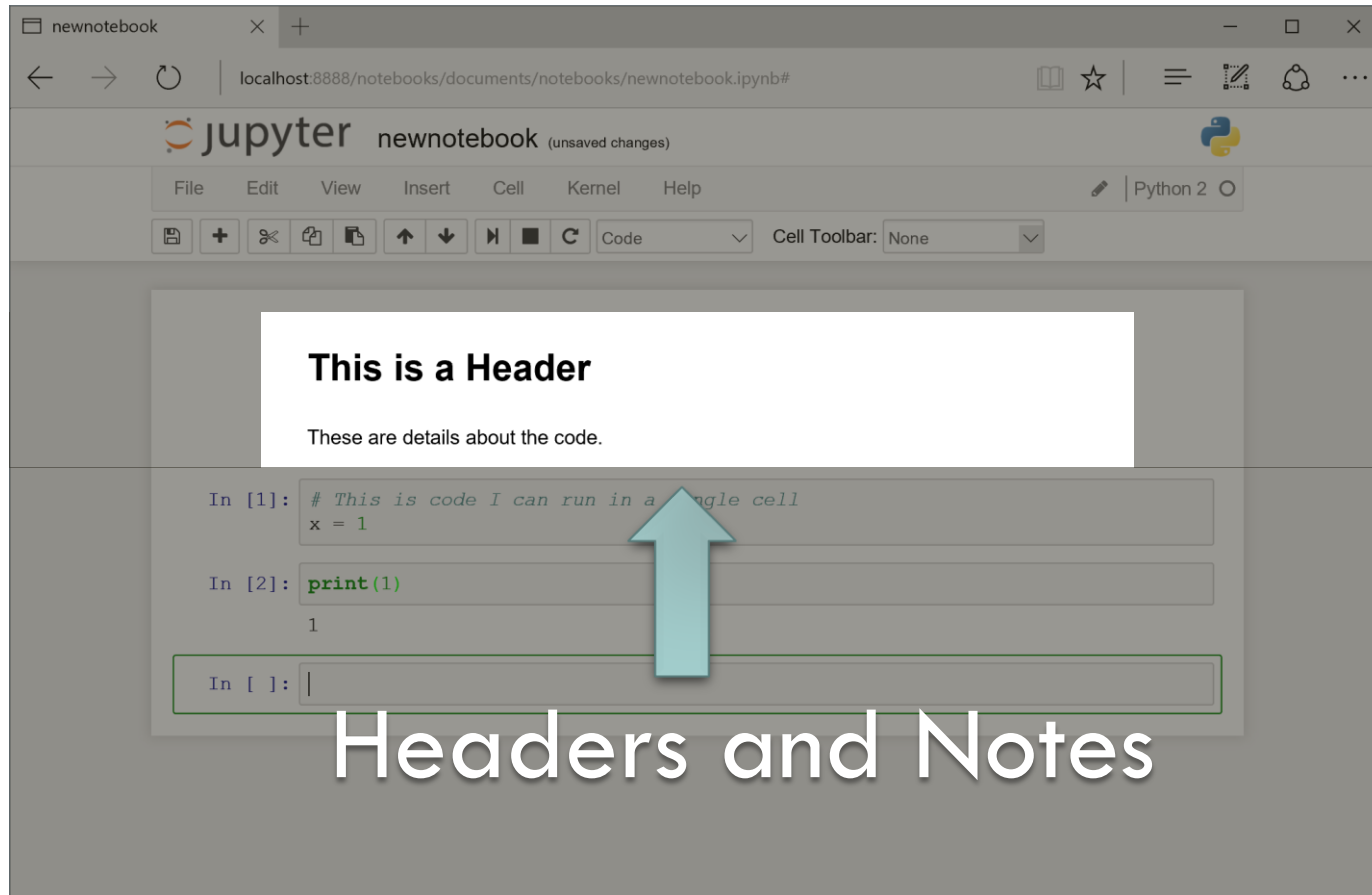 newnotebook
localhost:8888/notebooks/documents/notebooks/newnotebook.ipynb#
jupyter newnotebook (unsaved changes)
File Edit View Insert Cell Kernel Help Python 2
Code Cell Toolbar: None
This is a Header
These are details about the code.
In [1]: # This is code I can run in a ngle cell
x = 1
In [2]: print(1)
1
In [ ]:
Headers and Notes